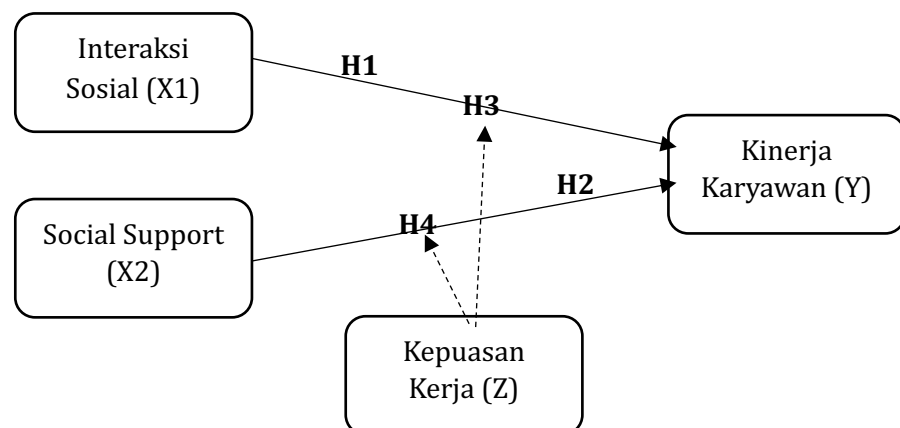 Interaksi
Sosial (X1)
H1
H3
Kinerja
Karyawan (Y)
H2
Social Support
(X2)
H4
Kepuasan
Kerja (Z)